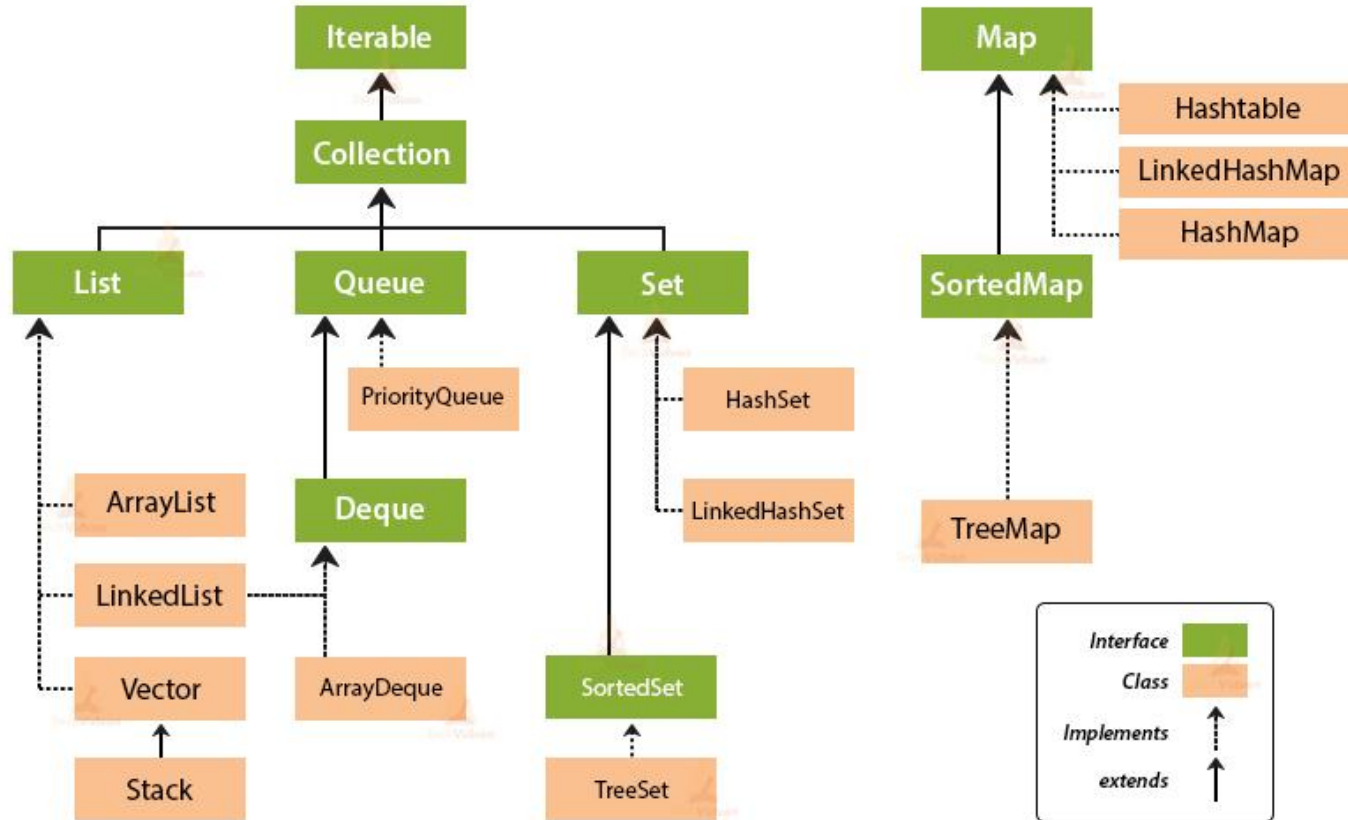 Iterable
Map
Hashtable
Collection
LinkedHashMap
HashMap
List
Queue
Set
SortedMap
PriorityQueue
HashSet
ArrayList
Deque
LinkedHashSet
TreeMap
LinkedList
Vector
ArrayDeque
SortedSet
Stack
TreeSet
Interface
Class
Implements
extends